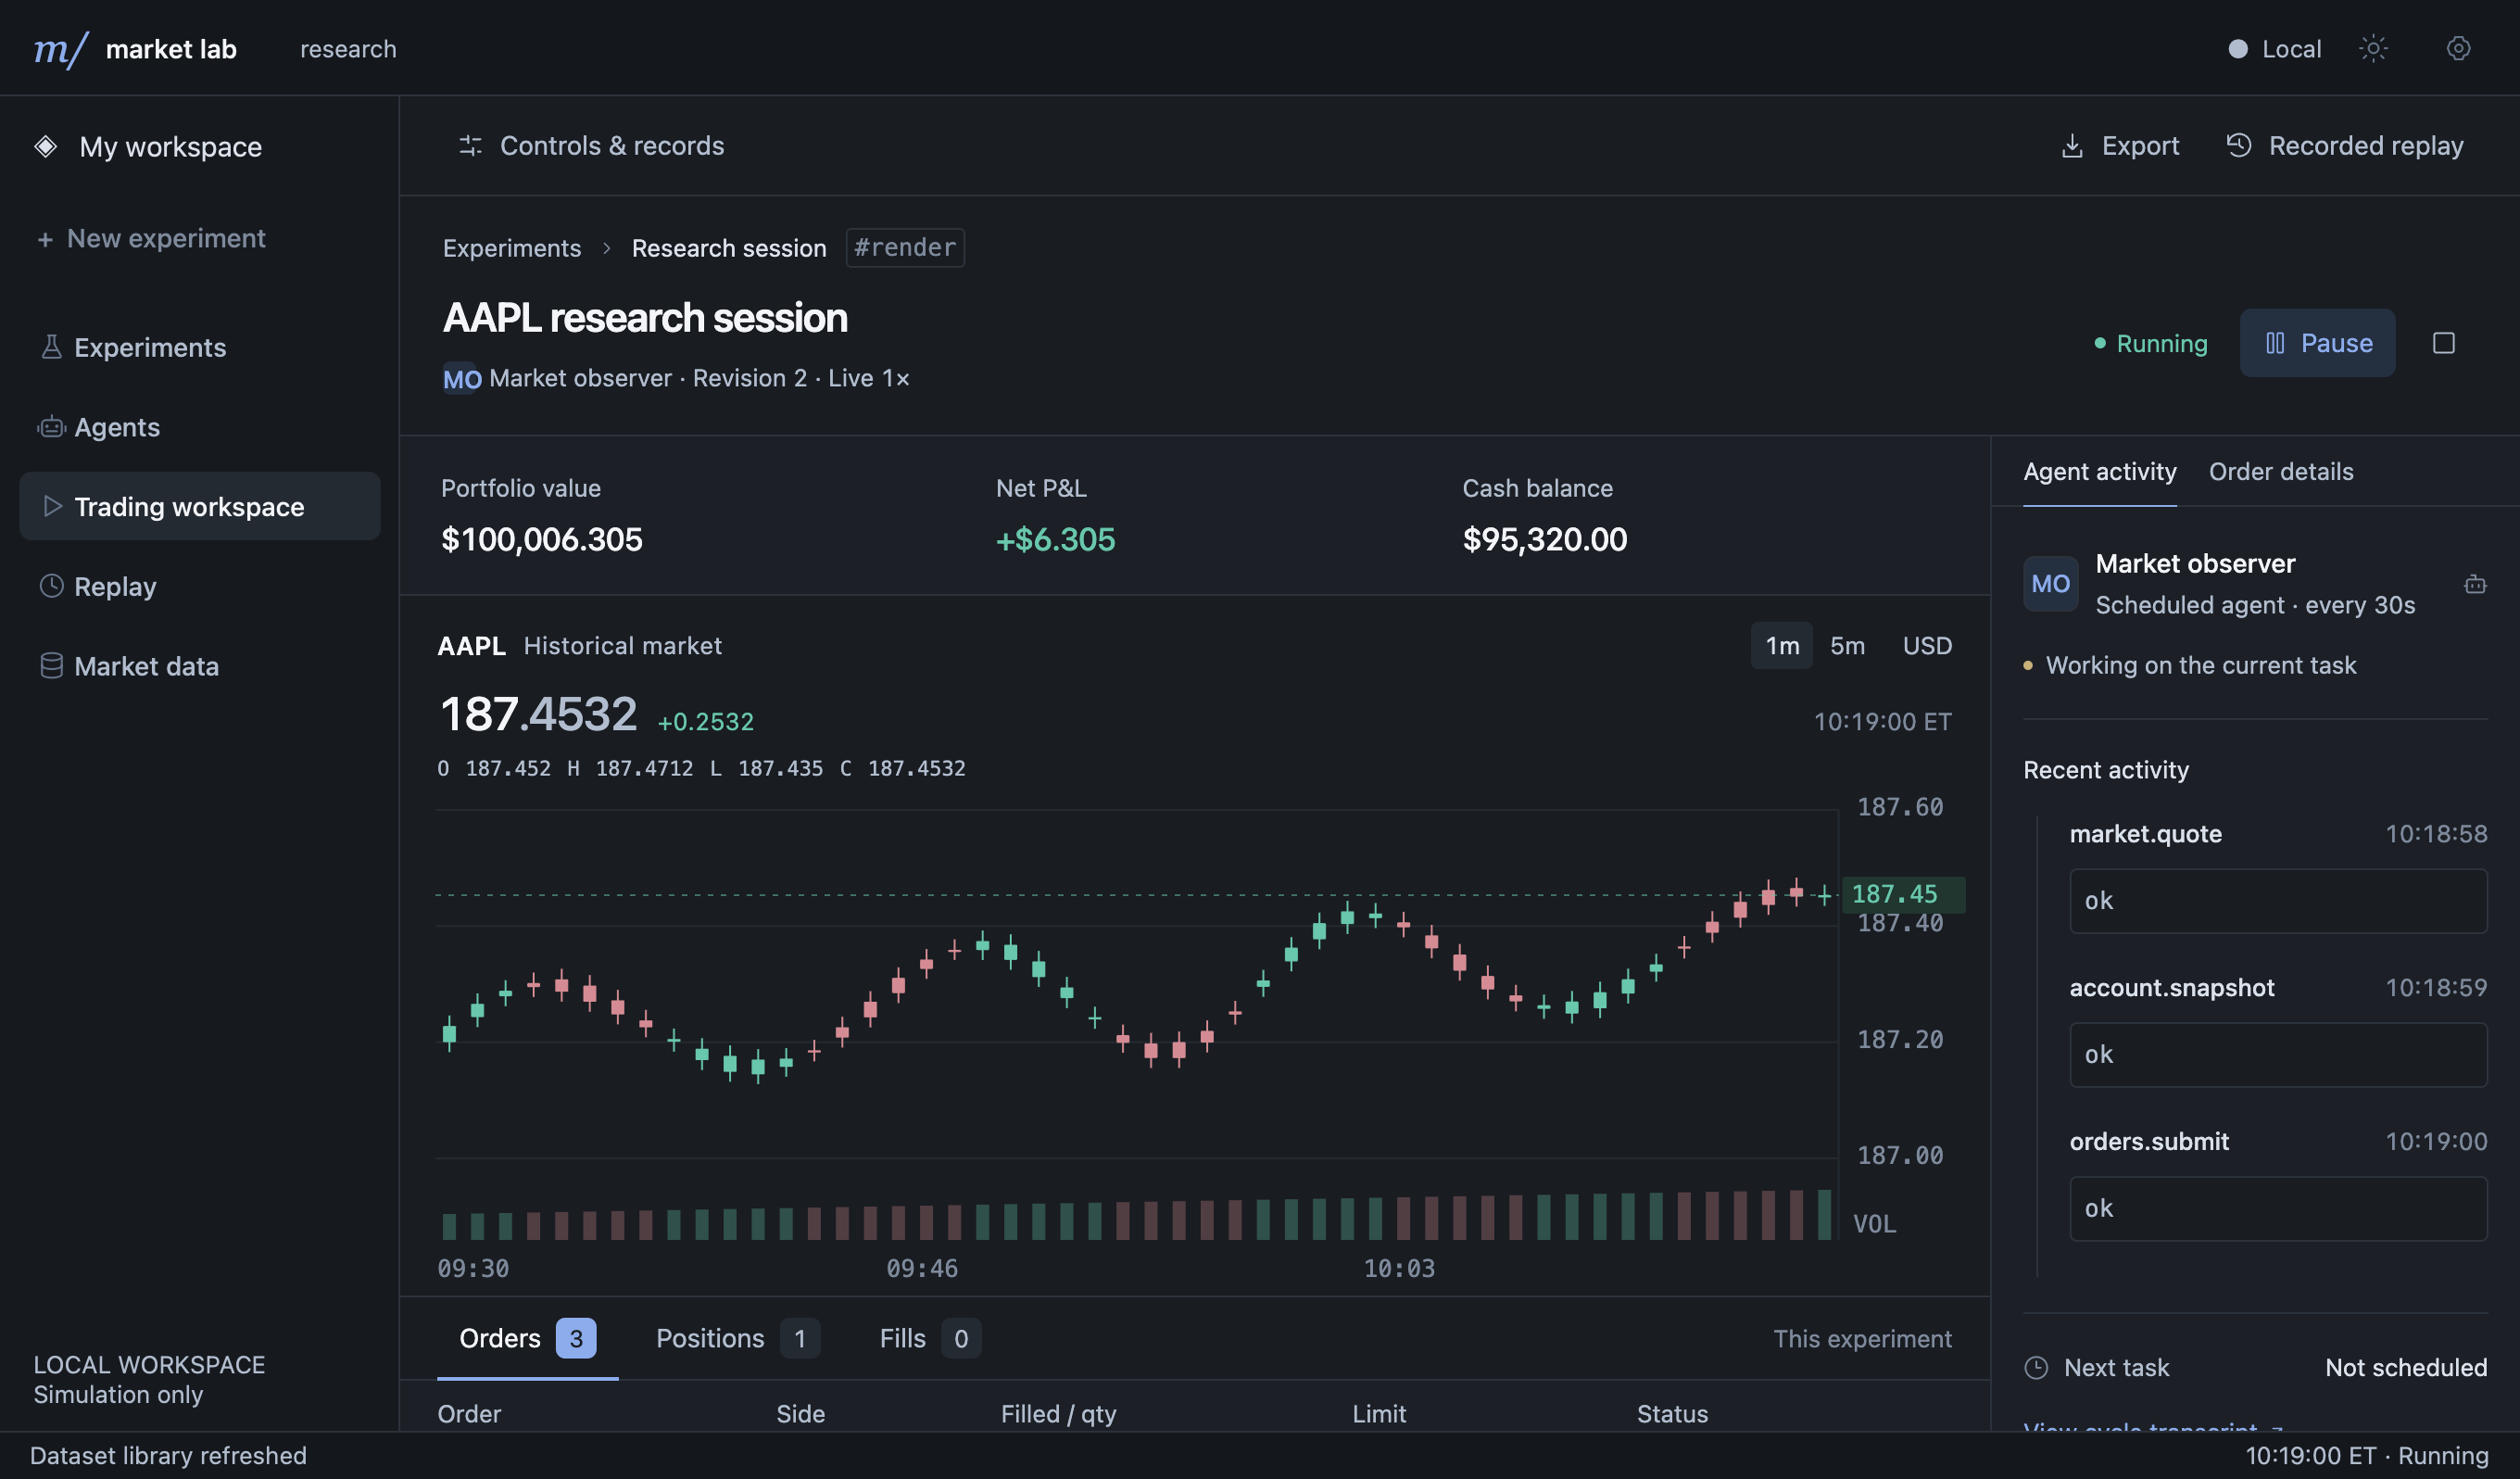 m/ market lab research Local
My workspace
+ New experiment
Experiments
Agents
Trading workspace
Replay
Market data
LOCAL WORKSPACE
Simulation only
Controls & records Export Recorded replay
Experiments › Research session #render
AAPL research session
MO Market observer · Revision 2 · Live 1×
Running Pause
Portfolio value Net P&L Cash balance
$100,006.305 +$6.305 $95,320.00
AAPL Historical market 1m 5m USD
187.4532 +0.2532 10:19:00 ET
O 187.452 H 187.4712 L 187.435 C 187.4532
187.60
187.45
187.40
187.20
187.00
VOL
09:30 09:46 10:03
Orders 3 Positions 1 Fills 0 This experiment
Order Side Filled / qty Limit Status
Agent activity Order details
MO Market observer
Scheduled agent · every 30s
Working on the current task
Recent activity
market.quote 10:18:58
ok
account.snapshot 10:18:59
ok
orders.submit 10:19:00
ok
Next task Not scheduled
View cycle transcript
Dataset library refreshed 10:19:00 ET · Running